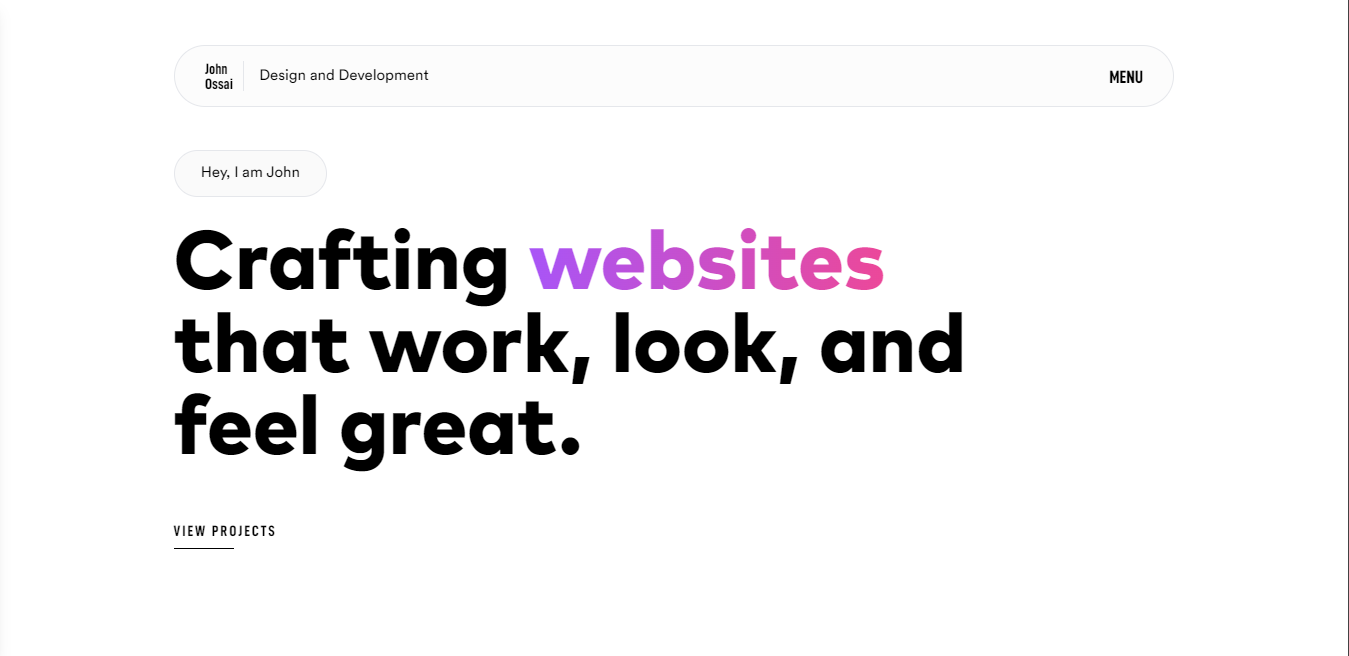 John
Ossai
Design and Development
MENU
Hey, I am John
Crafting websites
that work, look, and
feel great.
VIEW PROJECTS